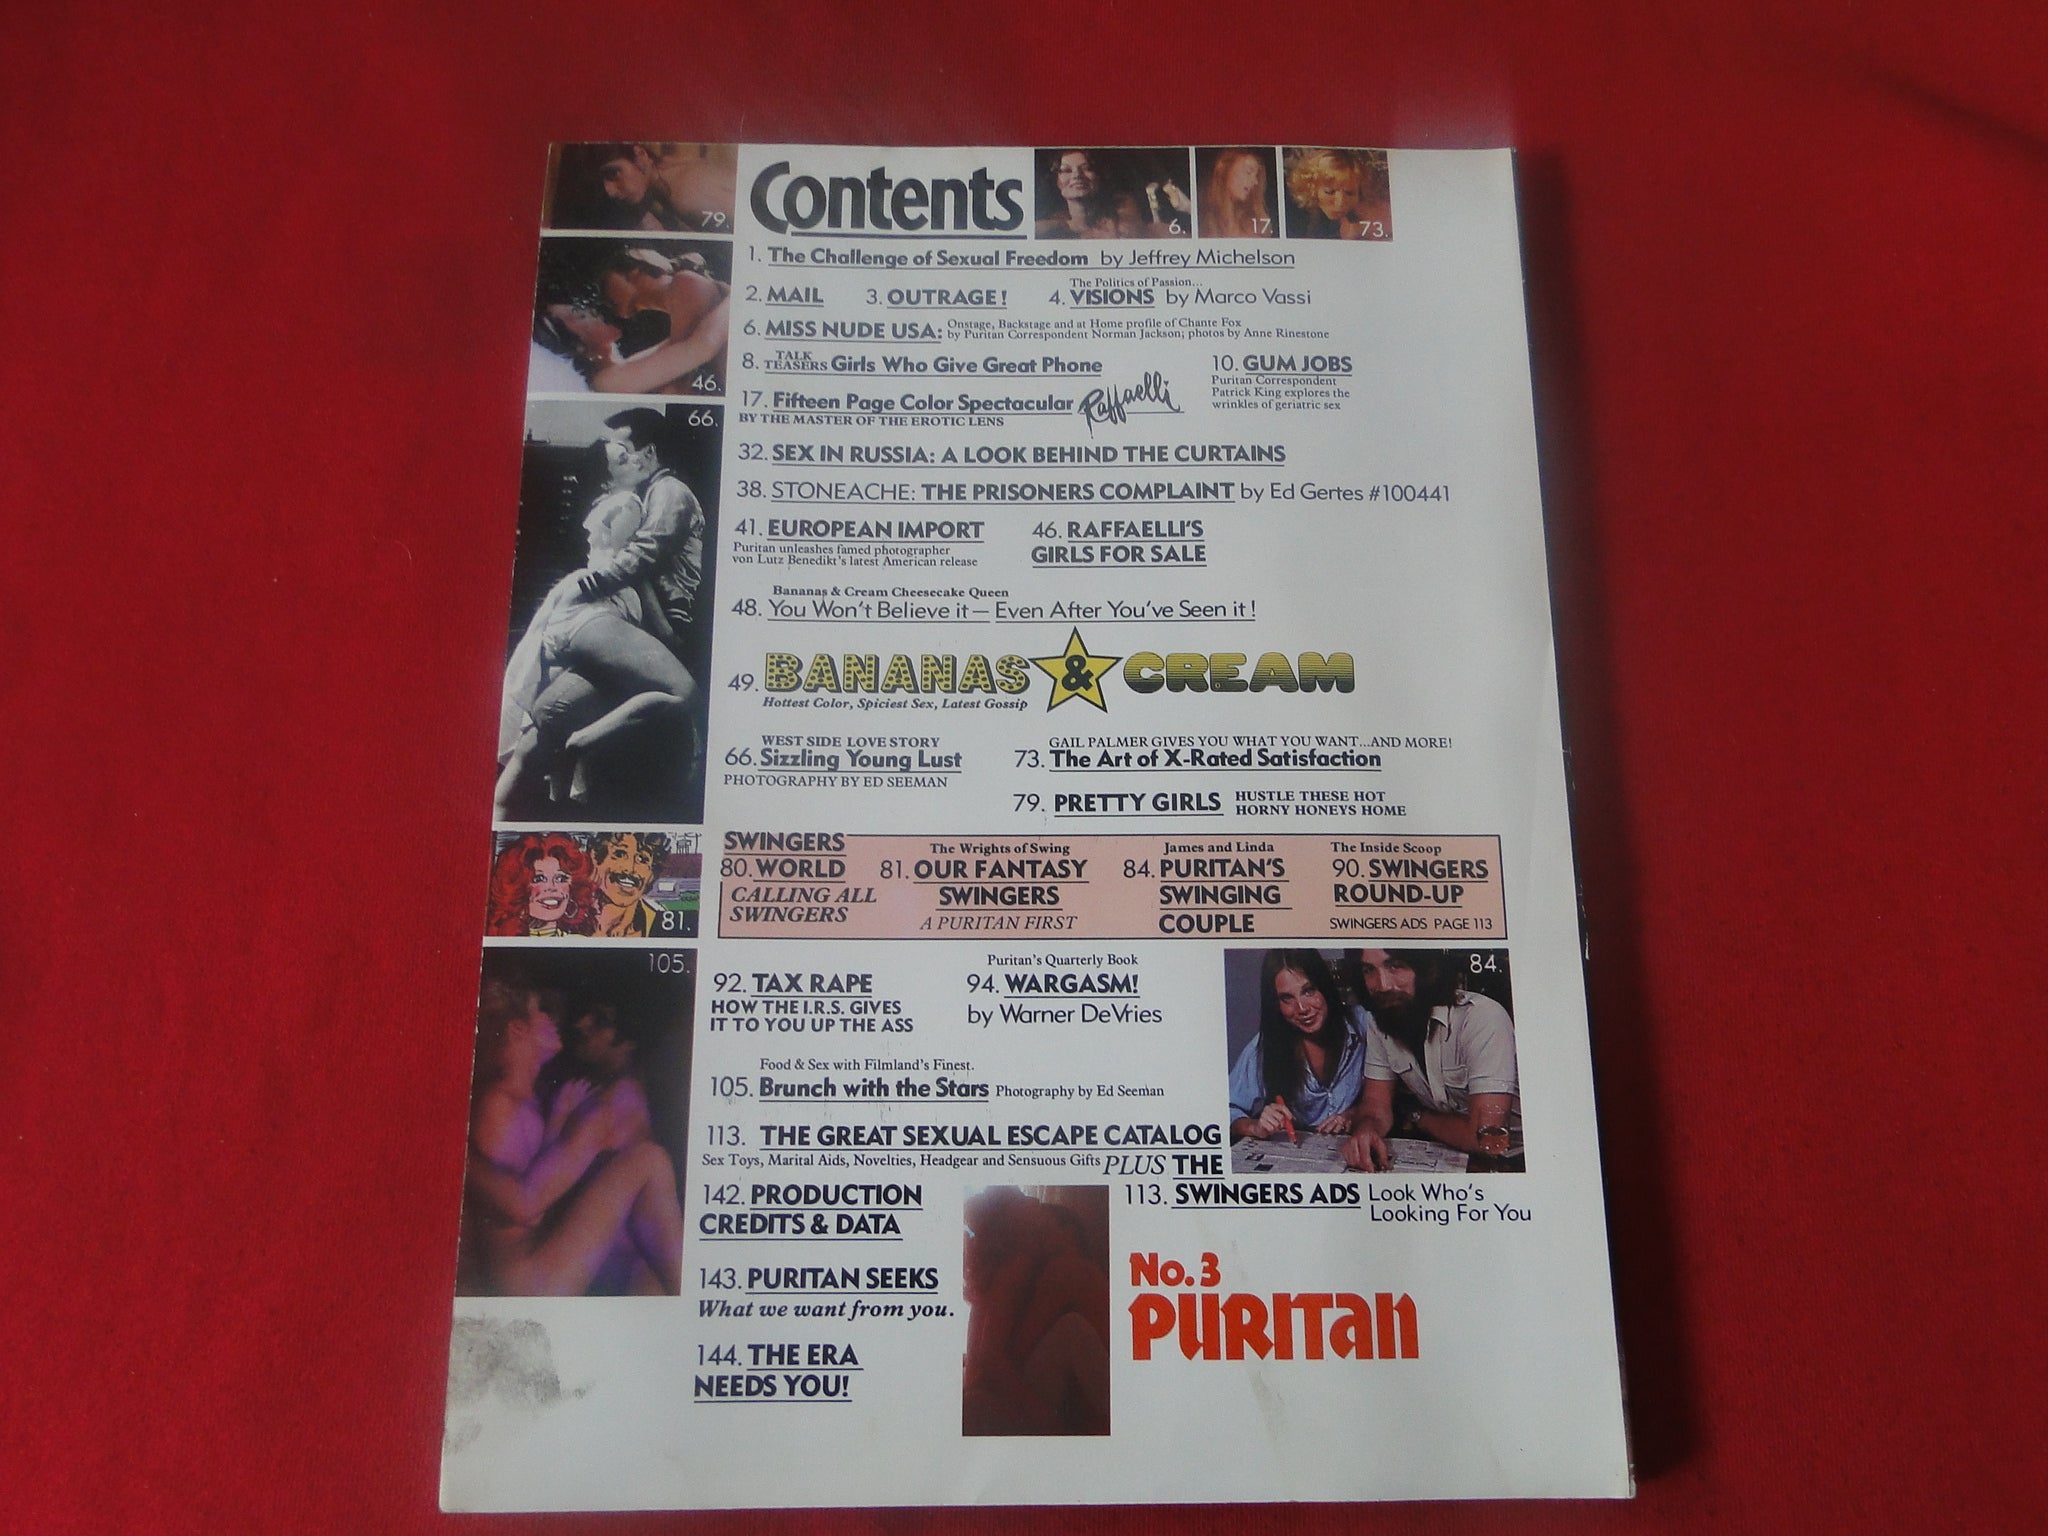 79.
Contents
6.
17.
73.
1. The Challenge of Sexual Freedom by Jeffrey Michelson
The Politics of Passion...
2. MAIL 3. OUTRAGE! 4. VISIONS by Marco Vassi
6. MISS NUDE USA: Onstage, Backstage and at Home profile of Chante Fox
by Puritan Correspondent Norman Jackson; photos by Anne Rinestone
8. TALK TEASERS Girls Who Give Great Phone
10. GUM JOBS
Puritan Correspondent
Patrick King explores the
wrinkles of geriatric sex
46.
17. Fifteen Page Color Spectacular Raffaelli
BY THE MASTER OF THE EROTIC LENS
66.
32. SEX IN RUSSIA: A LOOK BEHIND THE CURTAINS
38. STONEACHE: THE PRISONERS COMPLAINT by Ed Gertes #100441
41. EUROPEAN IMPORT
Puritan unleashes famed photographer
von Lutz Benedikt's latest American release
46. RAFFAELLI'S
GIRLS FOR SALE
Bananas & Cream Cheesecake Queen
48. You Won't Believe it — Even After You've Seen it!
49. BANANAS & CREAM
Hottest Color, Spiciest Sex, Latest Gossip
WEST SIDE LOVE STORY
66. Sizzling Young Lust
PHOTOGRAPHY BY ED SEEMAN
GAIL PALMER GIVES YOU WHAT YOU WANT...AND MORE!
73. The Art of X-Rated Satisfaction
79. PRETTY GIRLS HUSTLE THESE HOT
HORNY HONEYS HOME
SWINGERS
80. WORLD
CALLING ALL
SWINGERS
The Wrights of Swing
81. OUR FANTASY
SWINGERS
A PURITAN FIRST
James and Linda
84. PURITAN'S
SWINGING
COUPLE
The Inside Scoop
90. SWINGERS
ROUND-UP
SWINGERS ADS PAGE 113
81.
105.
92. TAX RAPE
HOW THE I.R.S. GIVES
IT TO YOU UP THE ASS
Puritan's Quarterly Book
94. WARGASM!
by Warner DeVries
84.
Food & Sex with Filmland's Finest.
105. Brunch with the Stars Photography by Ed Seeman
113. THE GREAT SEXUAL ESCAPE CATALOG
Sex Toys, Marital Aids, Novelties, Headgear and Sensuous Gifts PLUS THE
142. PRODUCTION
CREDITS & DATA
113. SWINGERS ADS Look Who's
Looking For You
143. PURITAN SEEKS
What we want from you.
144. THE ERA
NEEDS YOU!
No. 3
PURITan